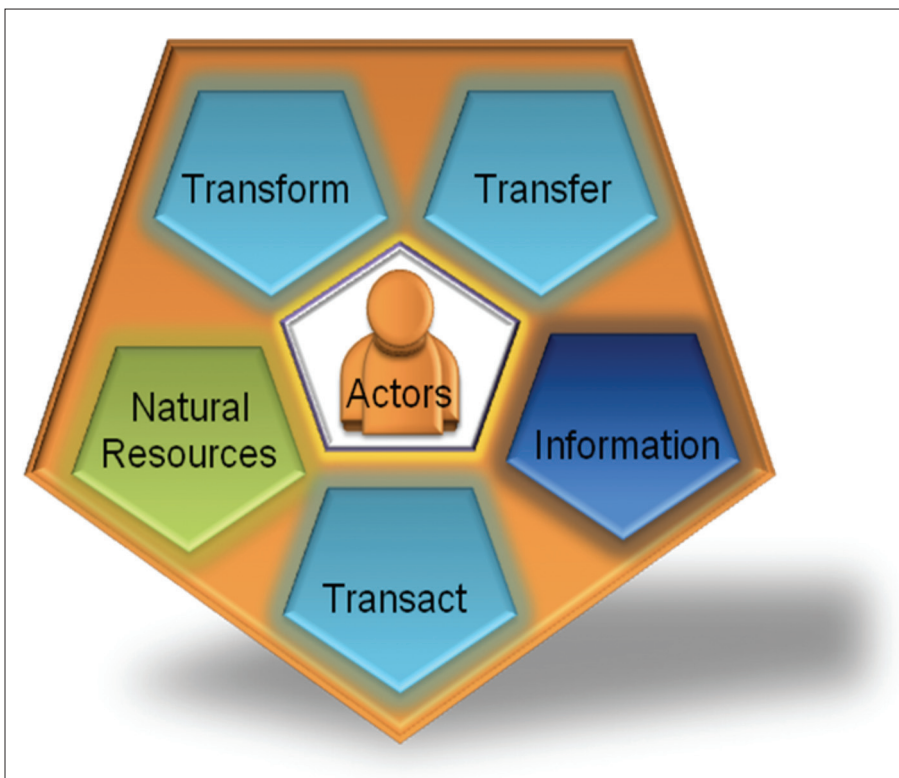 Transform
Transfer
Actors
Natural
Resources
Information
Transact